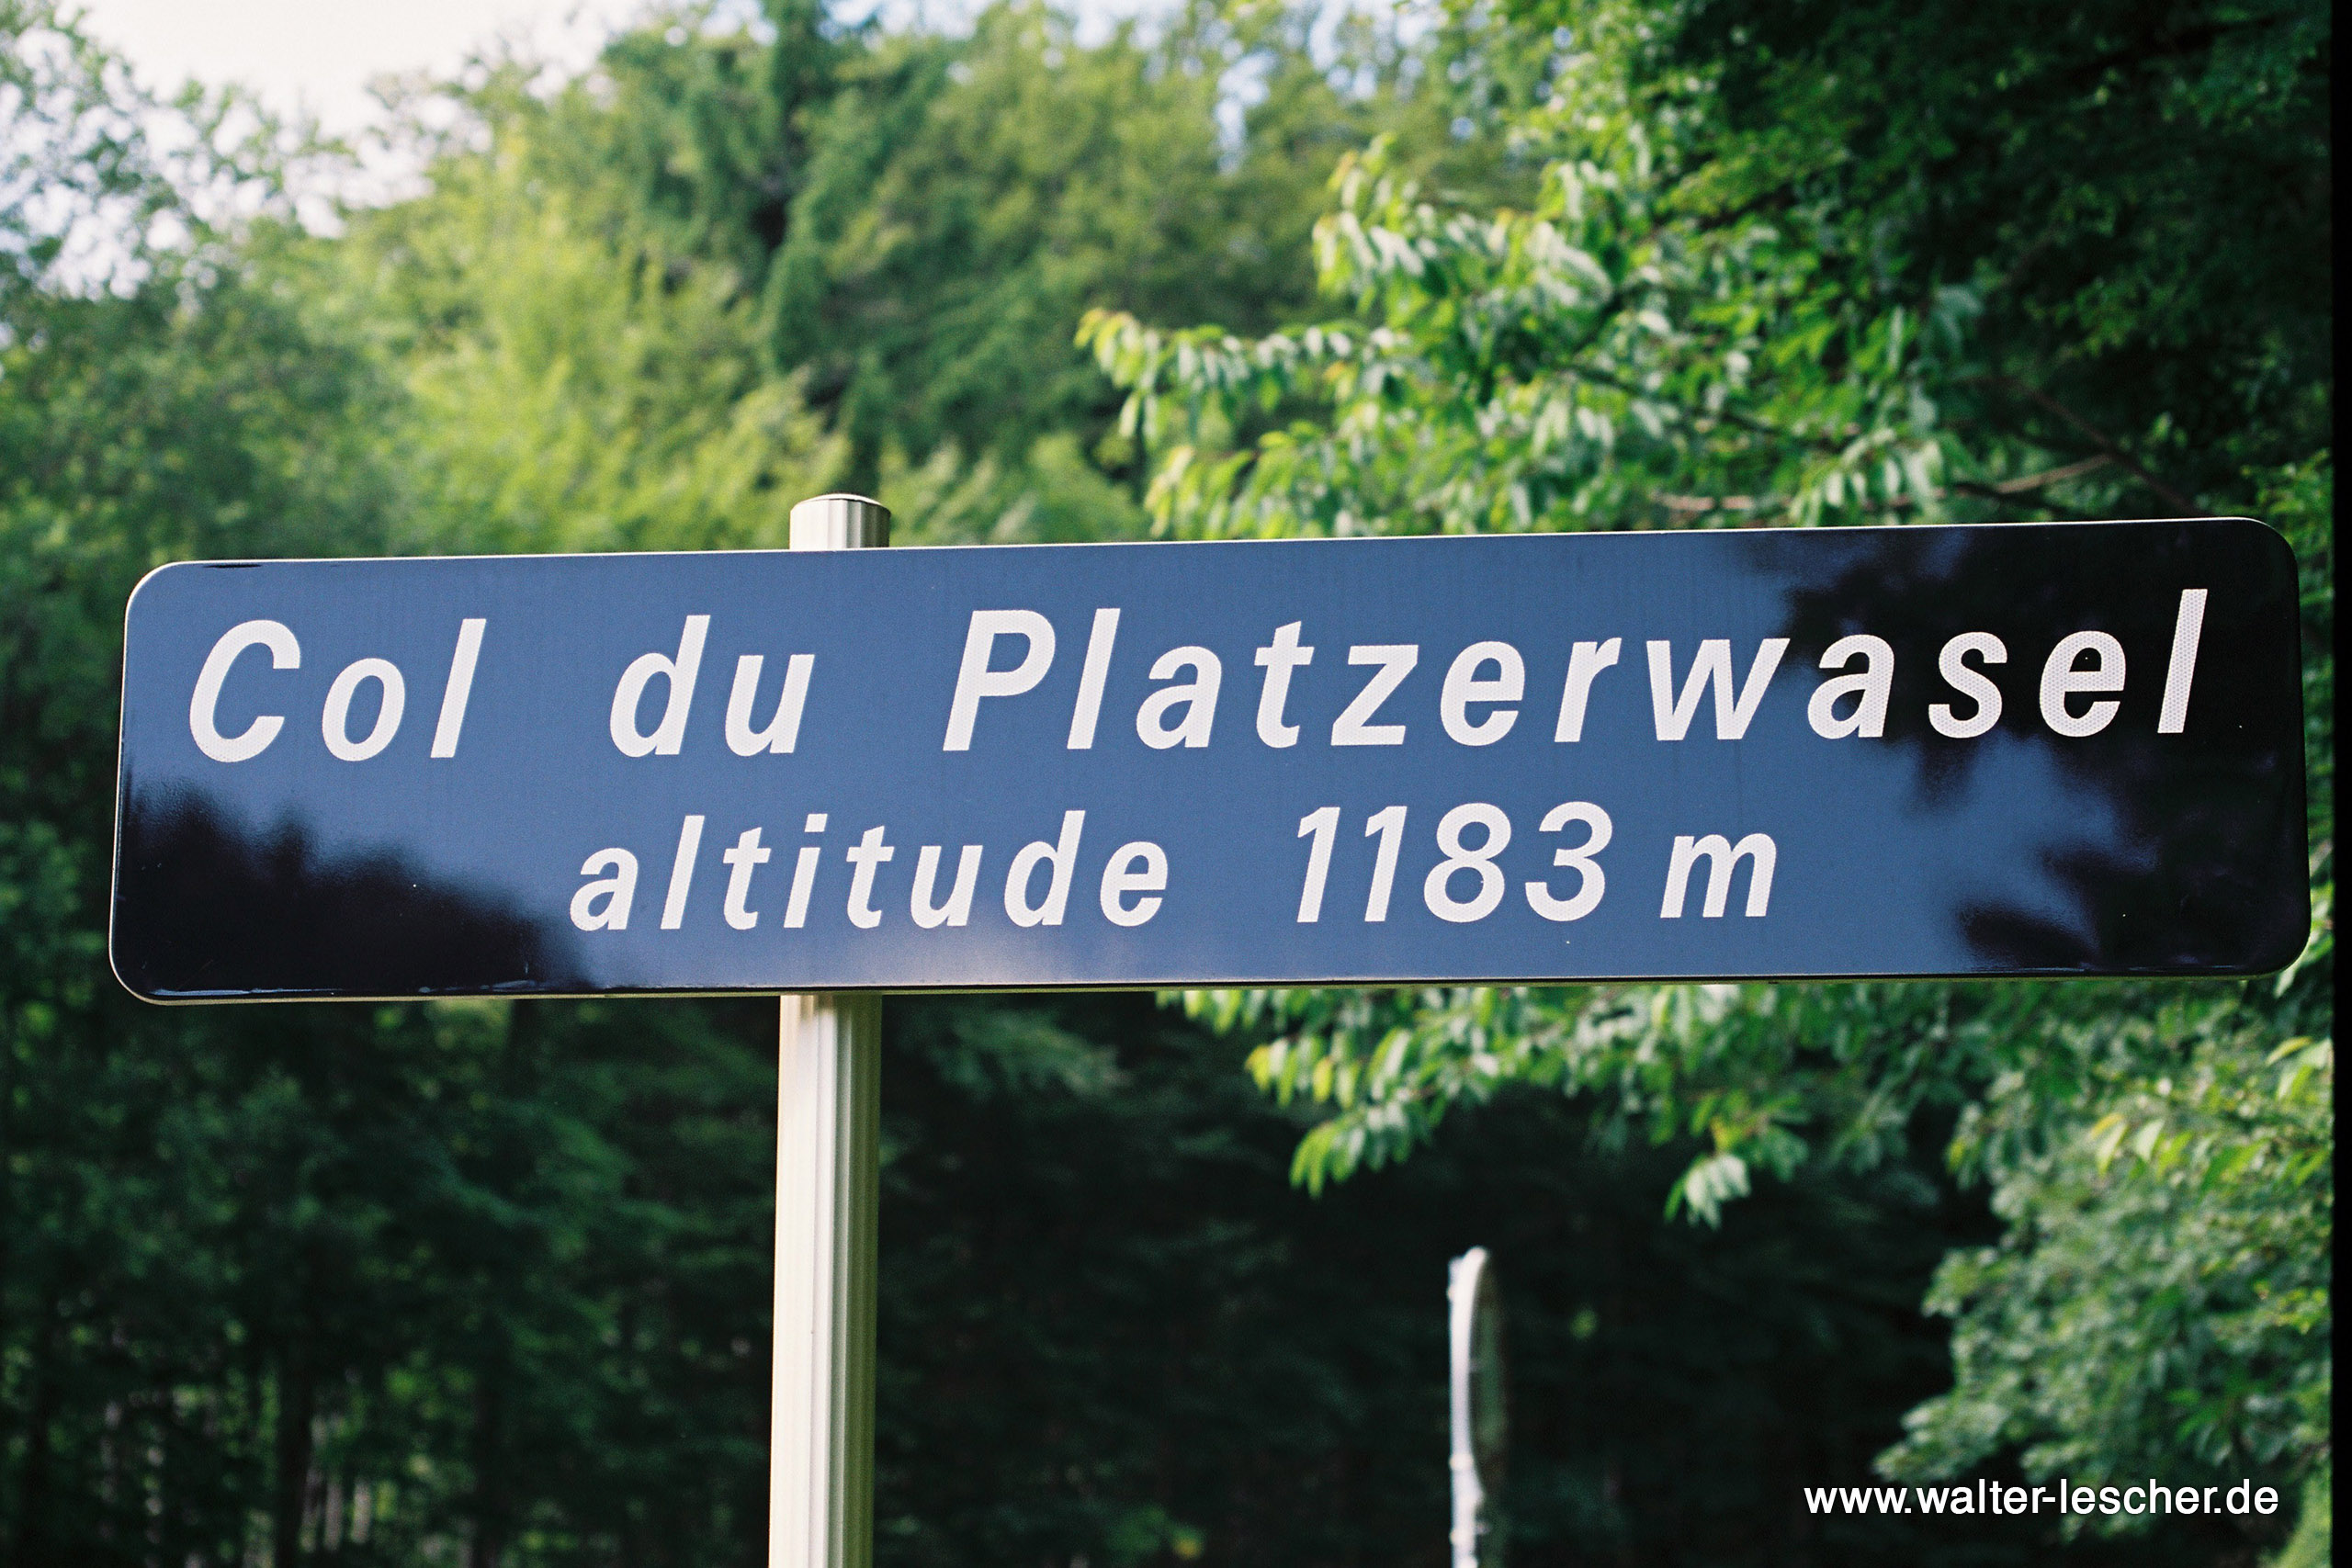 Col du Platzerwasel
altitude 1183 m
www.walter-lescher.de